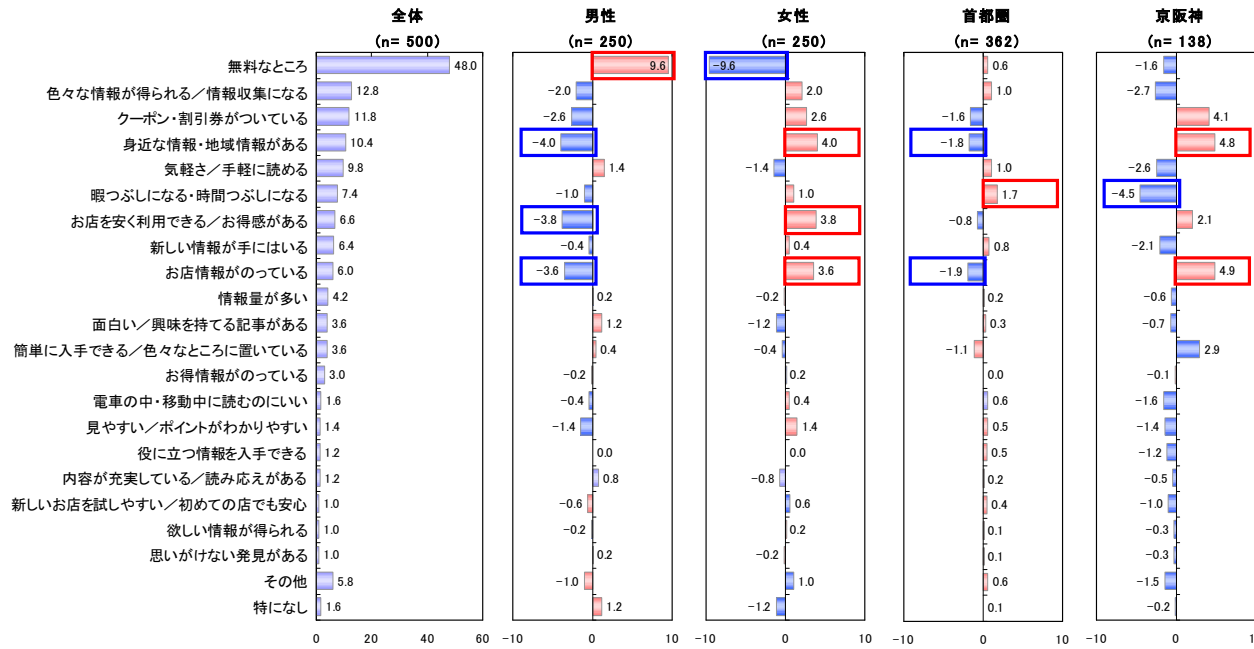 全体 男性 女性 首都圏 京阪神
(n= 500) (n= 250) (n= 250) (n= 362) (n= 138)
無料なところ 48.0 9.6 -9.6 0.6 -1.6
色々な情報が得られる/情報収集になる 12.8 -2.0 2.0 1.0 -2.7
クーポン・割引券がついている 11.8 -2.6 2.6 -1.6 4.1
身近な情報・地域情報がある 10.4 -4.0 4.0 -1.8 4.8
気軽さ/手軽に読める 9.8 1.4 -1.4 1.0 -2.6
暇つぶしになる・時間つぶしになる 7.4 -1.0 1.0 1.7 -4.5
お店を安く利用できる/お得感がある 6.6 -3.8 3.8 -0.8 2.1
新しい情報が手にはいる 6.4 -0.4 0.4 0.8 -2.1
お店情報がのっている 6.0 -3.6 3.6 -1.9 4.9
情報量が多い 4.2 0.2 -0.2 0.2 -0.6
面白い/興味を持てる記事がある 3.6 1.2 -1.2 0.3 -0.7
簡単に入手できる/色々なところに置いている 3.6 0.4 -0.4 -1.1 2.9
お得情報がのっている 3.0 -0.2 0.2 0.0 -0.1
電車の中・移動中に読むのにいい 1.6 -0.4 0.4 0.6 -1.6
見やすい/ポイントがわかりやすい 1.4 -1.4 1.4 0.5 -1.4
役に立つ情報を入手できる 1.2 0.0 0.0 0.5 -1.2
内容が充実している/読み応えがある 1.2 0.8 -0.8 0.2 -0.5
新しいお店を試しやすい/初めての店でも安心 1.0 -0.6 0.6 0.4 -1.0
欲しい情報が得られる 1.0 -0.2 0.2 0.1 -0.3
思いがけない発見がある 1.0 0.2 -0.2 0.1 -0.3
その他 5.8 -1.0 1.0 0.6 -1.5
特になし 1.6 1.2 -1.2 0.1 -0.2
0 20 40 60 -10 0 10 -10 0 10 -10 0 10 -10 0